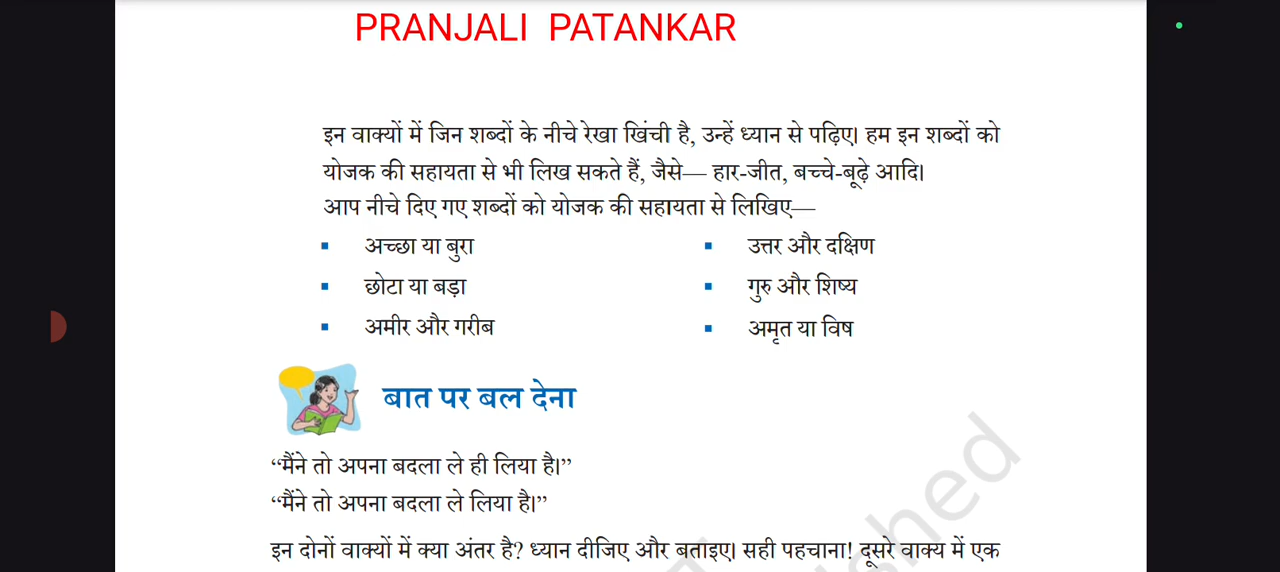 PRANJALI PATANKAR
इन वाक्यों में जिन शब्दों के नीचे रेखा खिंची है, उन्हें ध्यान से पढ़िए। हम इन शब्दों को
योजक की सहायता से भी लिख सकते हैं, जैसे— हार-जीत, बच्चे-बूढ़े आदि।
आप नीचे दिए गए शब्दों को योजक की सहायता से लिखिए—
▪ अच्छा या बुरा
▪ छोटा या बड़ा
▪ अमीर और गरीब
▪ उत्तर और दक्षिण
▪ गुरु और शिष्य
▪ अमृत या विष
बात पर बल देना
“मैंने तो अपना बदला ले ही लिया है।”
“मैंने तो अपना बदला ले लिया है।”
इन दोनों वाक्यों में क्या अंतर है? ध्यान दीजिए और बताइए। सही पहचाना! दूसरे वाक्य में एक